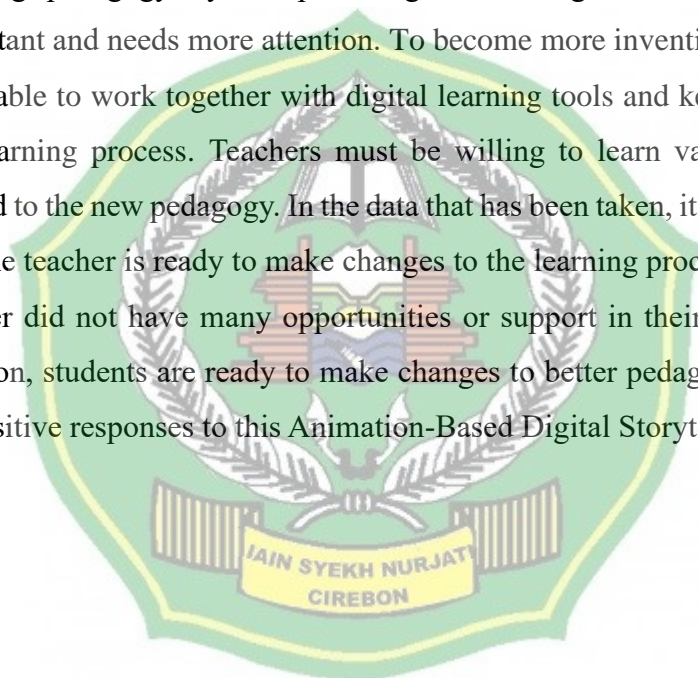 tant and needs more attention. To become more inventi
able to work together with digital learning tools and ke
arning process. Teachers must be willing to learn va
d to the new pedagogy. In the data that has been taken, it
e teacher is ready to make changes to the learning proc
er did not have many opportunities or support in their
on, students are ready to make changes to better pedag
sitive responses to this Animation-Based Digital Storyt
IAIN SYEKH NURJATI
CIREBON